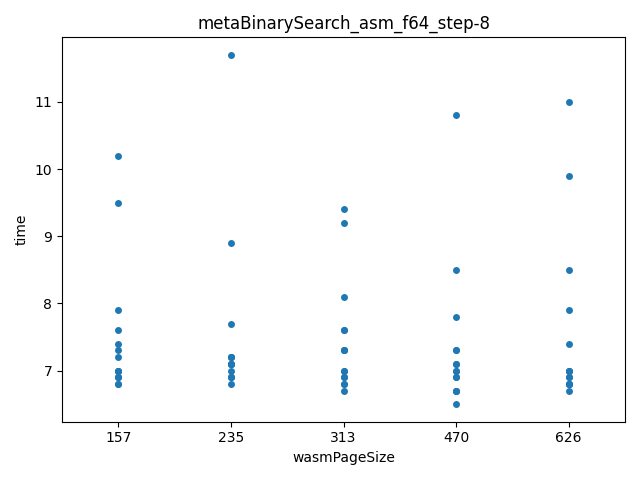 metaBinarySearch_asm_f64_step-8
11
10
9
8
7
time
157 235 313 470 626
wasmPageSize